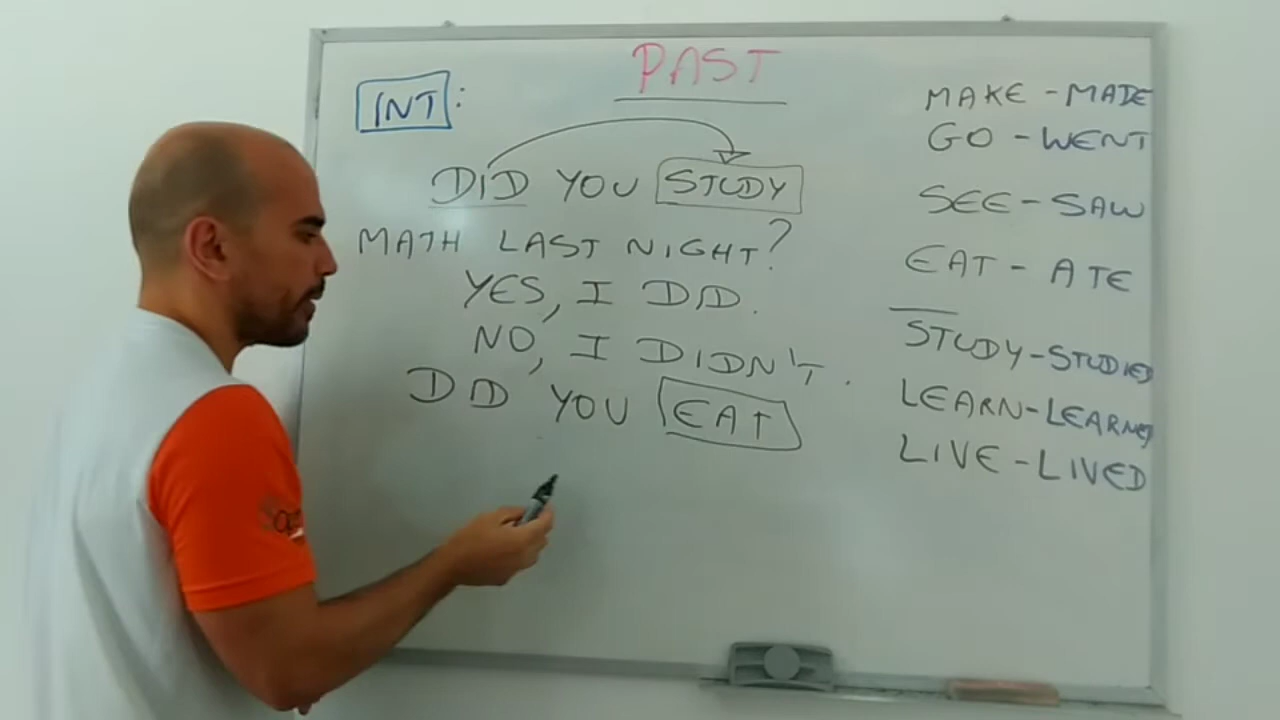 PAST
INT:
DID YOU STUDY
MATH LAST NIGHT?
YES, I DID.
NO, I DIDN'T.
DID YOU EAT
MAKE - MADE
GO - WENT
SEE - SAW
EAT - ATE
STUDY - STUDIED
LEARN - LEARNED
LIVE - LIVED